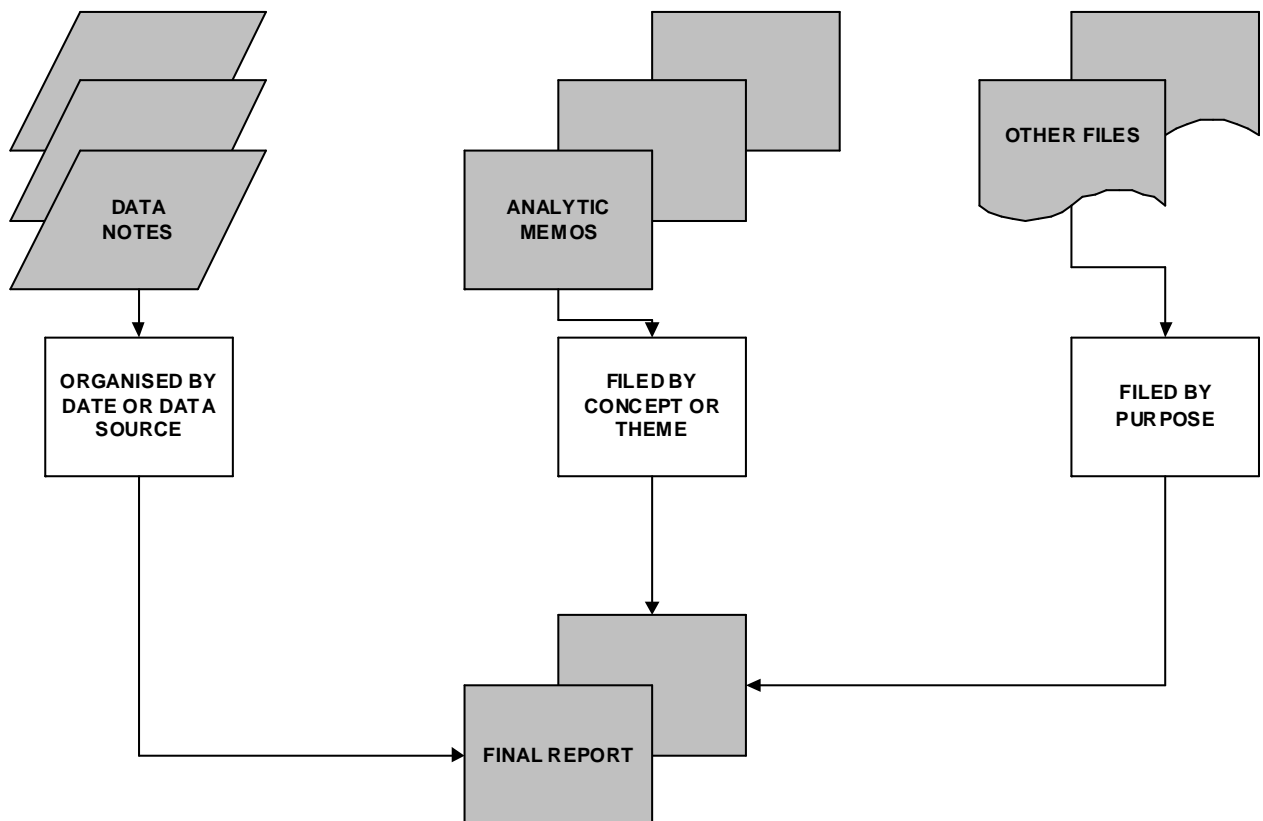 DATA
NOTES
ANALYTIC
MEMOS
OTHER FILES
ORGANISED BY
DATE OR DATA
SOURCE
FILED BY
CONCEPT OR
THEME
FILED BY
PURPOSE
FINAL REPORT